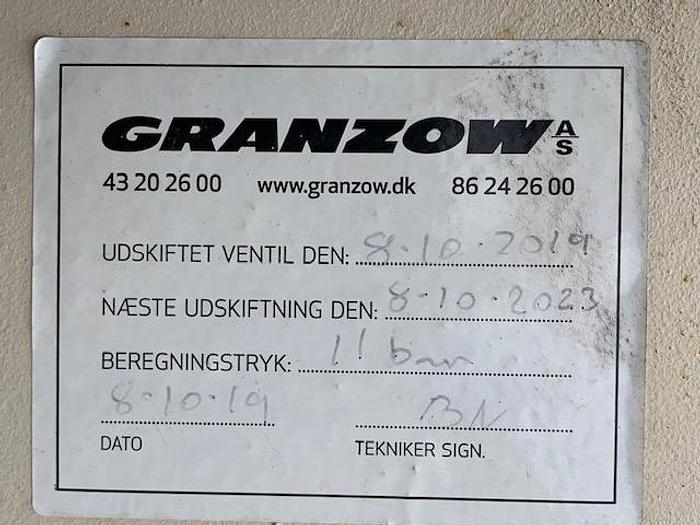 GRANZOW A/S
43 20 26 00 www.granzow.dk 86 24 26 00
UDSKIFTET VENTIL DEN: 8-10-2019
NÆSTE UDSKIFTNING DEN: 8-10-2023
BEREGNINGSTRYK: 11 bar
8-10-19 BN
DATO TEKNIKER SIGN.